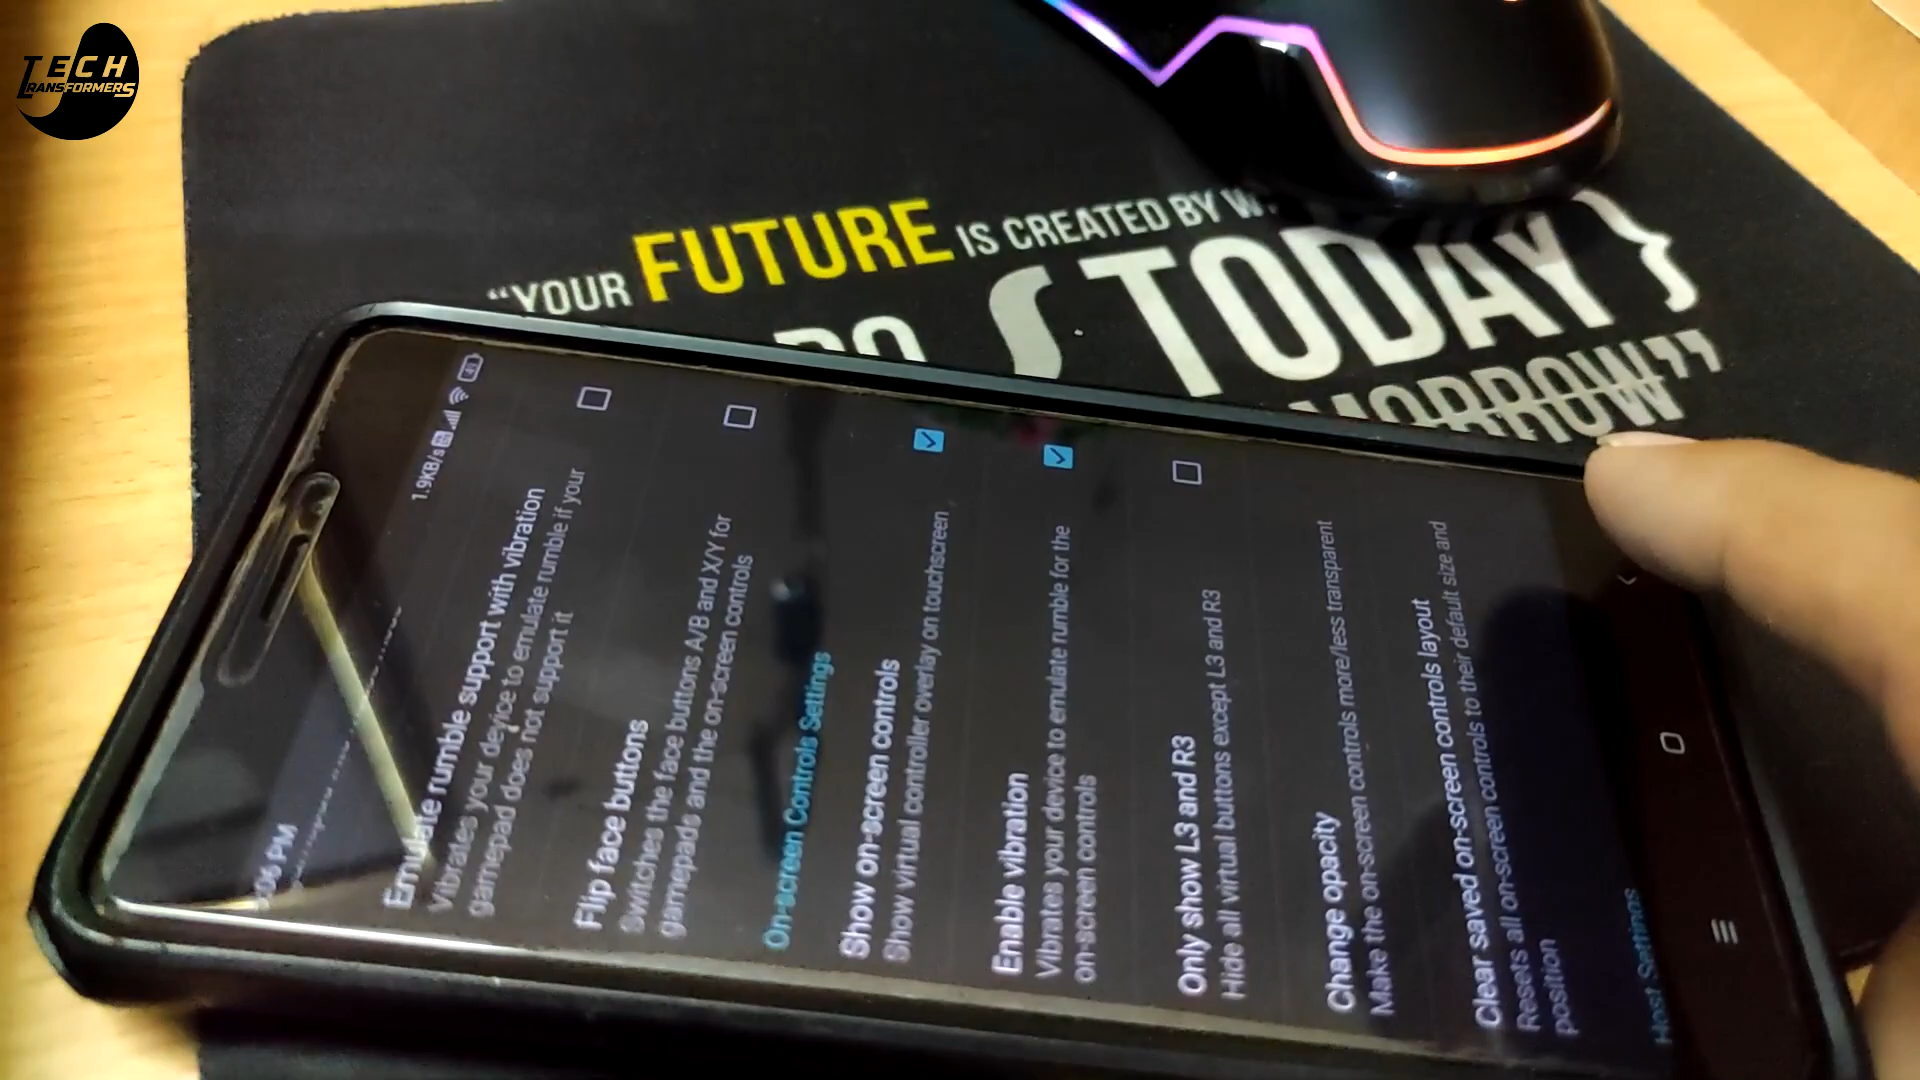 TECH
TRANSFORMERS
“YOUR FUTURE IS CREATED BY
DO { TODAY }
MORROW”
1.9KB/s
:06 PM
Emulate rumble support with vibration
Vibrates your device to emulate rumble if your
gamepad does not support it
Flip face buttons
Switches the face buttons A/B and X/Y for
gamepads and the on-screen controls
On-screen Controls Settings
Show on-screen controls
Show virtual controller overlay on touchscreen
Enable vibration
Vibrates your device to emulate rumble for the
on-screen controls
Only show L3 and R3
Hide all virtual buttons except L3 and R3
Change opacity
Make the on-screen controls more/less transparent
Clear saved on-screen controls layout
Resets all on-screen controls to their default size and
position
Host Settings